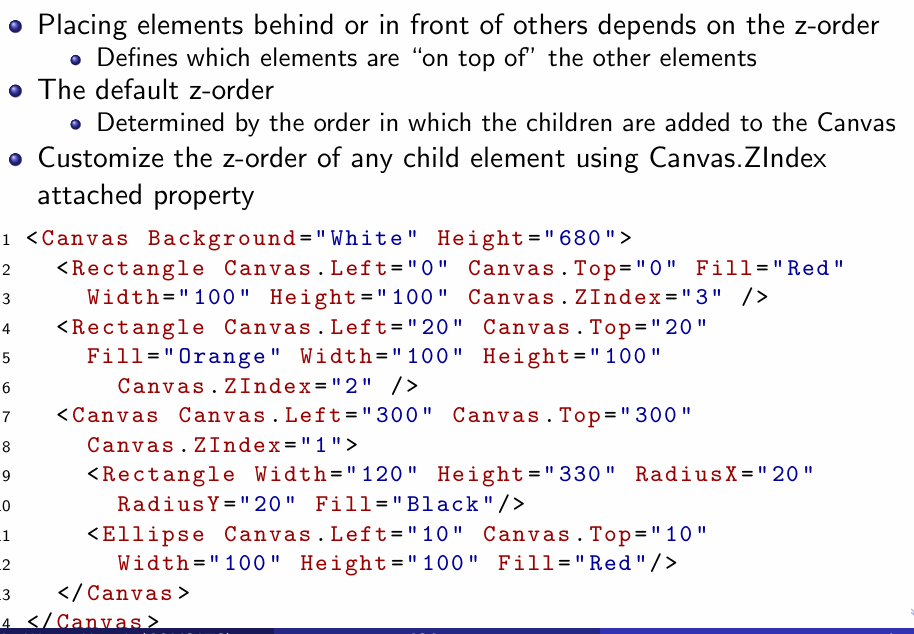 Placing elements behind or in front of others depends on the z-order
Defines which elements are “on top of” the other elements
The default z-order
Determined by the order in which the children are added to the Canvas
Customize the z-order of any child element using Canvas.ZIndex
attached property
1 <Canvas Background="White" Height="680">
2 <Rectangle Canvas.Left="0" Canvas.Top="0" Fill="Red"
3 Width="100" Height="100" Canvas.ZIndex="3" />
4 <Rectangle Canvas.Left="20" Canvas.Top="20"
5 Fill="Orange" Width="100" Height="100"
6 Canvas.ZIndex="2" />
7 <Canvas Canvas.Left="300" Canvas.Top="300"
8 Canvas.ZIndex="1">
9 <Rectangle Width="120" Height="330" RadiusX="20"
0 RadiusY="20" Fill="Black"/>
1 <Ellipse Canvas.Left="10" Canvas.Top="10"
2 Width="100" Height="100" Fill="Red"/>
3 </Canvas>
4 </Canvas>